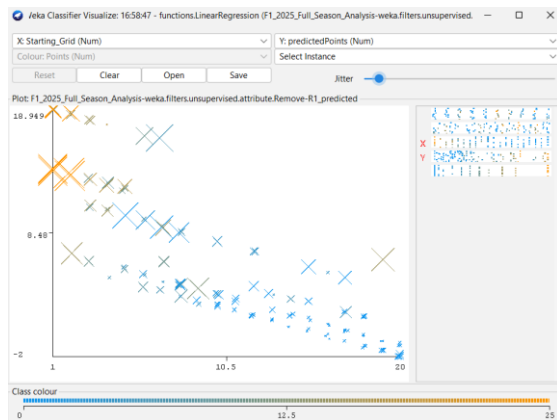 Weka Classifier Visualize: 16:58:47 - functions.LinearRegression (F1_2025_Full_Season_Analysis-weka.filters.unsupervised.
X: Starting_Grid (Num) Y: predictedPoints (Num)
Colour: Points (Num) Select Instance
Reset Clear Open Save Jitter
Plot: F1_2025_Full_Season_Analysis-weka.filters.unsupervised.attribute.Remove-R1_predicted
18.949
X
Y
8.48
-2
1 10.5 20
Class colour
0 12.5 25